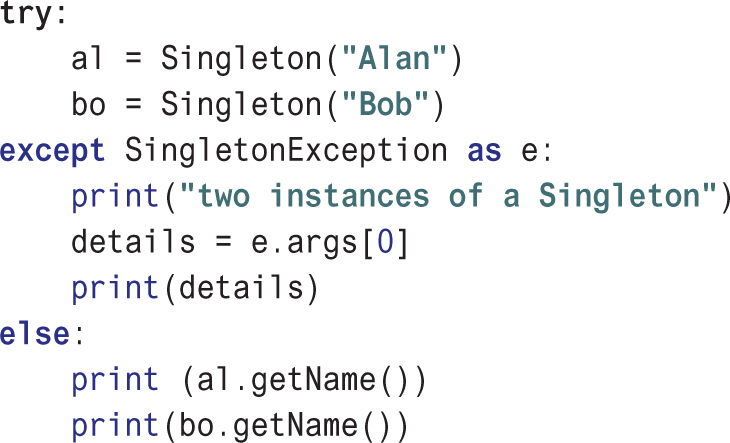 try:
    al = Singleton("Alan")
    bo = Singleton("Bob")
except SingletonException as e:
    print("two instances of a Singleton")
    details = e.args[0]
    print(details)
else:
    print (al.getName())
    print(bo.getName())